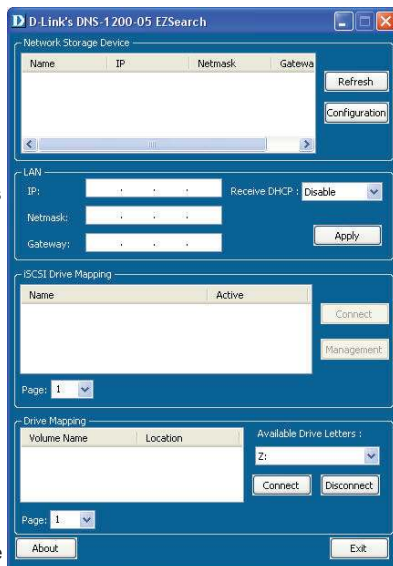 D D-Link's DNS-1200-05 EZSearch
Network Storage Device
Name IP Netmask Gatewa
Refresh
Configuration
LAN
IP: . . . Receive DHCP : Disable
Netmask: . . .
Gateway: . . . Apply
iSCSI Drive Mapping
Name Active
Connect
Management
Page: 1
Drive Mapping
Volume Name Location Available Drive Letters :
Z:
Connect Disconnect
Page: 1
About Exit